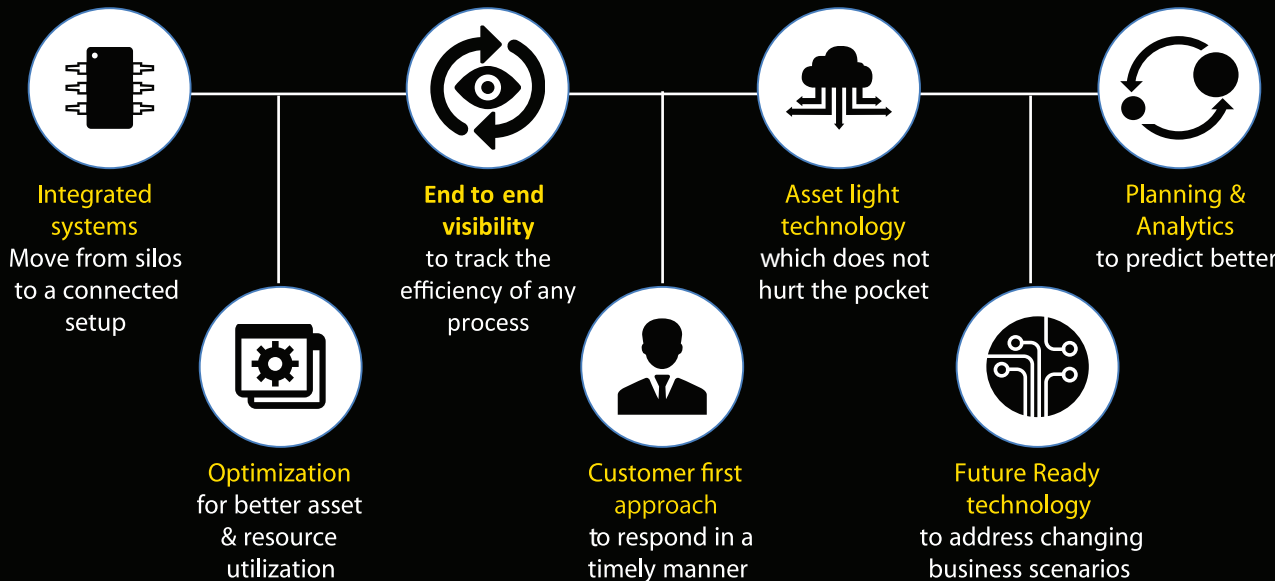 Integrated
systems
Move from silos
to a connected
setup
Optimization
for better asset
& resource
utilization
End to end
visibility
to track the
efficiency of any
process
Customer first
approach
to respond in a
timely manner
Asset light
technology
which does not
hurt the pocket
Future Ready
technology
to address changing
business scenarios
Planning &
Analytics
to predict better